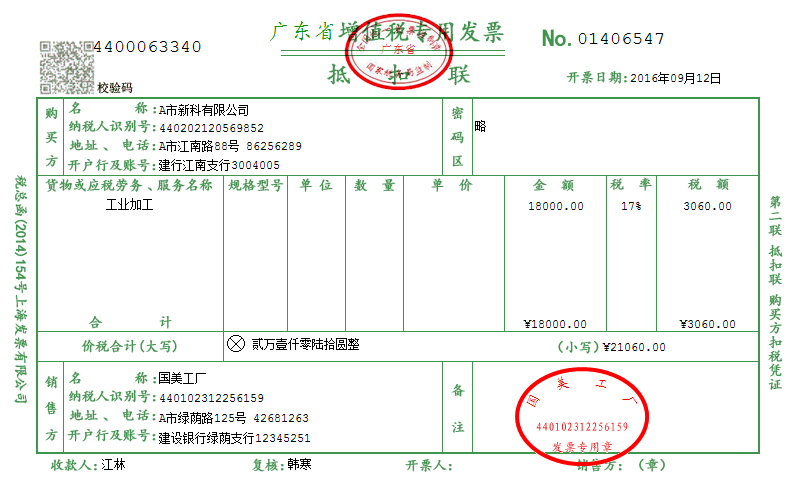 广东省增值税专用发票
4400063340
No. 01406547
广东省
国家税务总局监制
抵 扣 联
校验码
开票日期:2016年09月12日
购买方
名 称:A市新科有限公司
纳税人识别号:440202120569852
地址、电话:A市江南路88号 86256289
开户行及账号:建行江南支行3004005
密码区
略
货物或应税劳务、服务名称 规格型号 单 位 数 量 单 价 金 额 税 率 税 额
工业加工 18000.00 17% 3060.00
合 计 ¥18000.00 ¥3060.00
价税合计(大写) ⊗ 贰万壹仟零陆拾圆整 (小写)¥21060.00
销售方
名 称:国美工厂
纳税人识别号:440102312256159
地址、电话:A市绿荫路125号 42681263
开户行及账号:建设银行绿荫支行12345251
备注
国美工厂
440102312256159
发票专用章
收款人:江林 复核:韩寒 开票人: 销售方:(章)
税总函(2014)154号上海发票有限公司
第二联 抵扣联 购买方扣税凭证